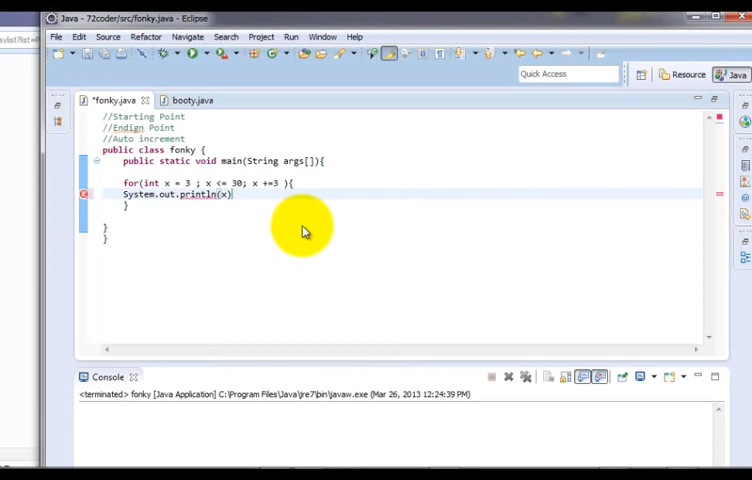 Java - 72coder/src/fonky.java - Eclipse
File Edit Source Refactor Navigate Search Project Run Window Help
Quick Access
Resource
Java
*fonky.java
booty.java
//Starting Point
//Endign Point
//Auto increment
public class fonky {
public static void main(String args[]){
for(int x = 3 ; x <= 30; x +=3 ){
System.out.println(x)
}
}
}
Console
<terminated> fonky [Java Application] C:\Program Files\Java\jre7\bin\javaw.exe (Mar 26, 2013 12:24:39 PM)